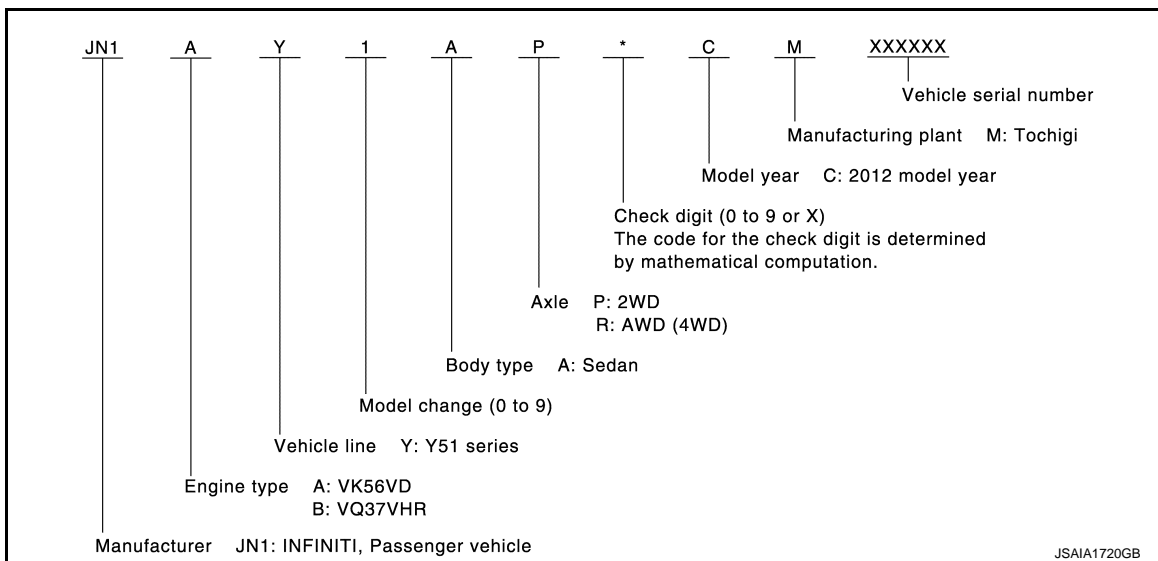 JN1 A Y 1 A P * C M XXXXXX
Vehicle serial number
Manufacturing plant M: Tochigi
Model year C: 2012 model year
Check digit (0 to 9 or X)
The code for the check digit is determined
by mathematical computation.
Axle P: 2WD
R: AWD (4WD)
Body type A: Sedan
Model change (0 to 9)
Vehicle line Y: Y51 series
Engine type A: VK56VD
B: VQ37VHR
Manufacturer JN1: INFINITI, Passenger vehicle
JSAIA1720GB